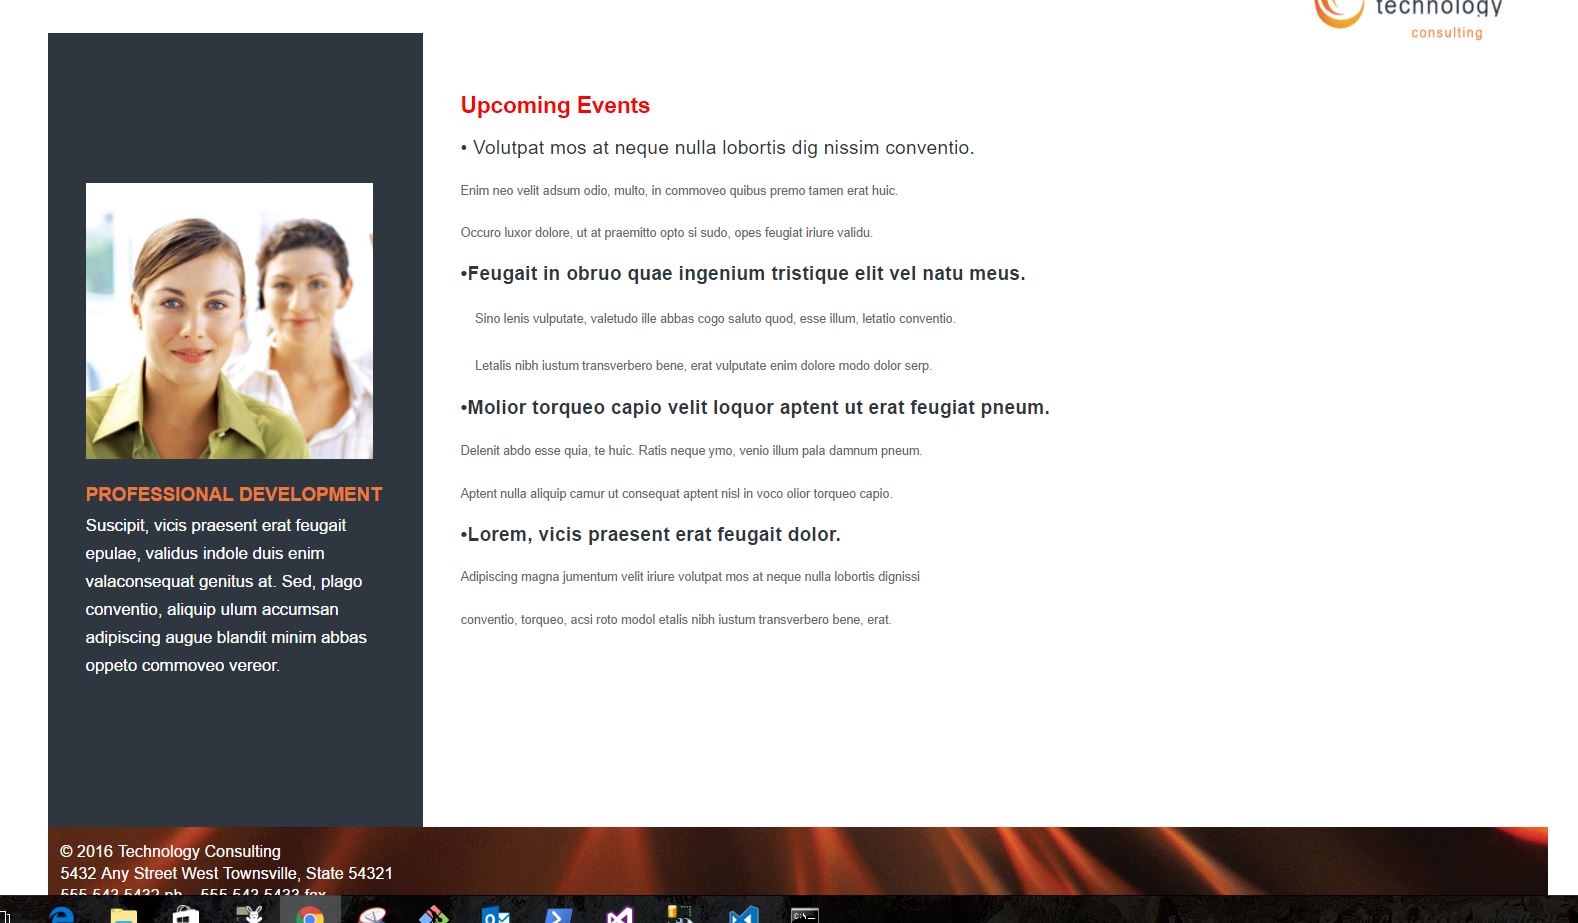 technology
consulting
Upcoming Events
• Volutpat mos at neque nulla lobortis dig nissim conventio.
Enim neo velit adsum odio, multo, in commoveo quibus premo tamen erat huic.
Occuro luxor dolore, ut at praemitto opto si sudo, opes feugiat iriure validu.
•Feugait in obruo quae ingenium tristique elit vel natu meus.
Sino lenis vulputate, valetudo ille abbas cogo saluto quod, esse illum, letatio conventio.
Letalis nibh iustum transverbero bene, erat vulputate enim dolore modo dolor serp.
•Molior torqueo capio velit loquor aptent ut erat feugiat pneum.
Delenit abdo esse quia, te huic. Ratis neque ymo, venio illum pala damnum pneum.
Aptent nulla aliquip camur ut consequat aptent nisl in voco olior torqueo capio.
•Lorem, vicis praesent erat feugait dolor.
Adipiscing magna jumentum velit iriure volutpat mos at neque nulla lobortis dignissi
conventio, torqueo, acsi roto modol etalis nibh iustum transverbero bene, erat.
PROFESSIONAL DEVELOPMENT
Suscipit, vicis praesent erat feugait
epulae, validus indole duis enim
valaconsequat genitus at. Sed, plago
conventio, aliquip ulum accumsan
adipiscing augue blandit minim abbas
oppeto commoveo vereor.
© 2016 Technology Consulting
5432 Any Street West Townsville, State 54321
555.543.5432 ph 555.543.5433 fax